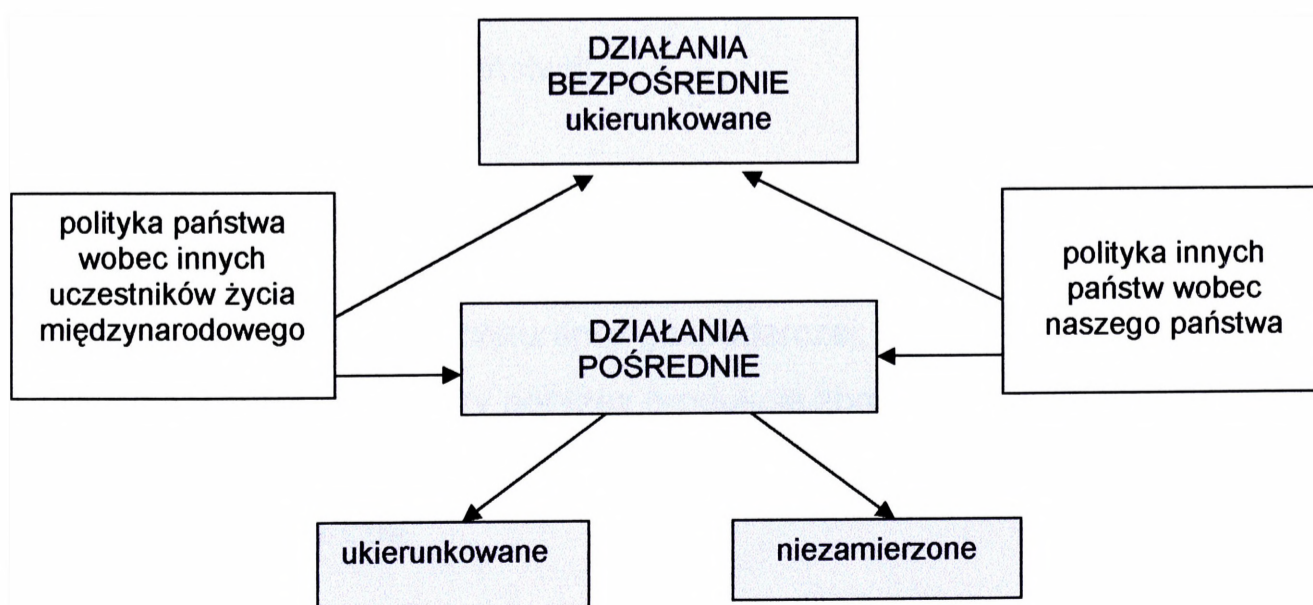 DZIAŁANIA
BEZPOŚREDNIE
ukierunkowane
polityka państwa
wobec innych
uczestników życia
międzynarodowego
polityka innych
państw wobec
naszego państwa
DZIAŁANIA
POŚREDNIE
ukierunkowane
niezamierzone